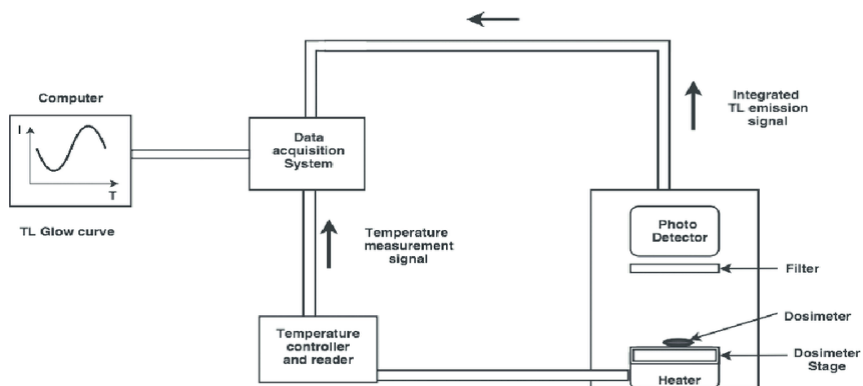 Computer
I
T
TL Glow curve
Data
acquisition
System
Temperature
measurement
signal
Temperature
controller
and reader
Integrated
TL emission
signal
Photo
Detector
Filter
Dosimeter
Dosimeter
Stage
Heater